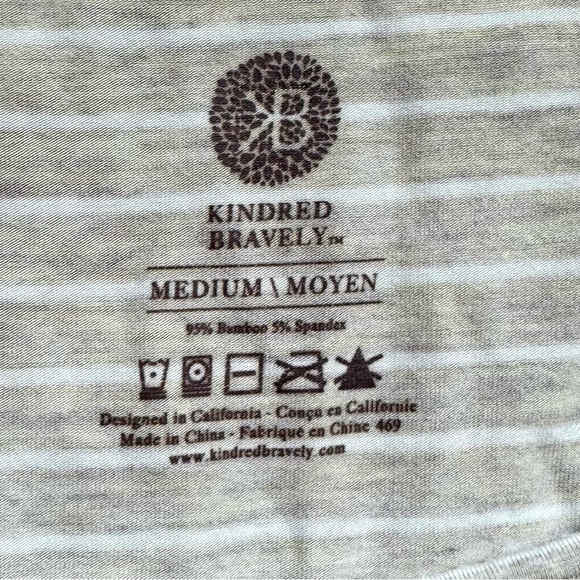 KB
KINDRED
BRAVELY™
MEDIUM \ MOYEN
95% Bamboo 5% Spandex
Designed in California - Conçu en Californie
Made in China - Fabriqué en Chine 469
www.kindredbravely.com